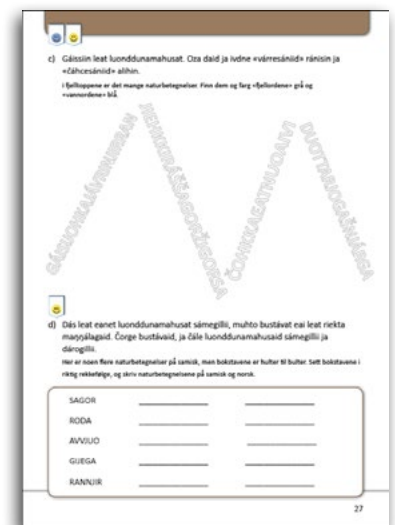 c) Gáissiin leat luonddunamahusat. Oza daid ja ivdne «várresániid» ránisin ja
«čáhcesániid» alihin.
I fjelltoppene er det mange naturbetegnelser. Finn dem og farg «fjellordene» grå og
«vannordene» blå.
d) Dás leat eanet luonddunamahusat sámegillii, muhto bustávat eai leat riekta
maŋŋálagaid. Čorge bustávaid, ja čále luonddunamahusaid sámegillii ja
dárogillii.
Her er noen flere naturbetegnelser på samisk, men bokstavene er hulter til bulter. Sett bokstavene i
riktig rekkefølge, og skriv naturbetegnelsene på samisk og norsk.
SAGOR
RODA
AVVJUO
GUEGA
RANNJIR
27